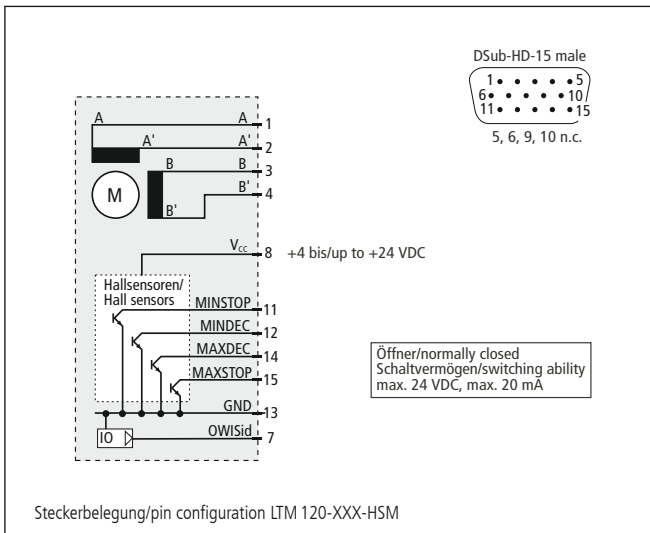 DSub-HD-15 male
1 5
6 10
11 15
5, 6, 9, 10 n.c.
A A 1
A' A' 2
B B 3
M
B' 4
B'
Vcc 8 +4 bis/up to +24 VDC
Hallsensoren/
Hall sensors
MINSTOP 11
MINDEC 12
MAXDEC 14
MAXSTOP 15
GND 13
IO OWISid 7
Öffner/normally closed
Schaltvermögen/switching ability
max. 24 VDC, max. 20 mA
Steckerbelegung/pin configuration LTM 120-XXX-HSM